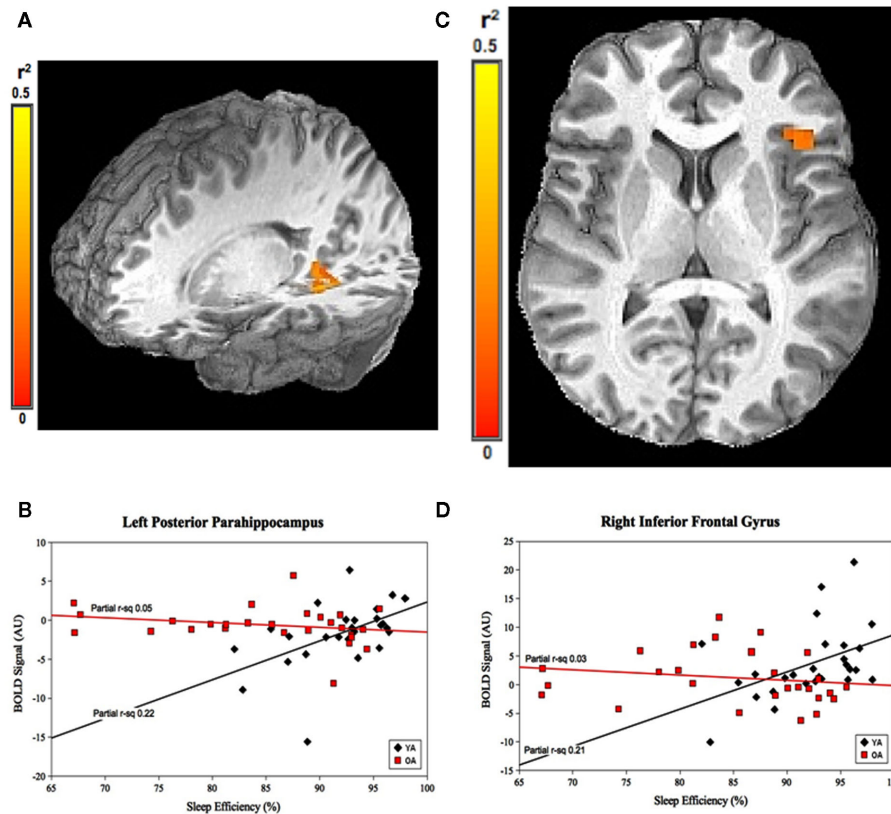 A
r²
0.5
0
C
r²
0.5
0
B
Left Posterior Parahippocampus
BOLD Signal (AU)
10
5
0
-5
-10
-15
-20
Partial r-sq 0.05
Partial r-sq 0.22
YA
OA
65 70 75 80 85 90 95 100
Sleep Efficiency (%)
D
Right Inferior Frontal Gyrus
BOLD Signal (AU)
25
20
15
10
5
0
-5
-10
-15
Partial r-sq 0.03
Partial r-sq 0.21
YA
OA
65 70 75 80 85 90 95
Sleep Efficiency (%)